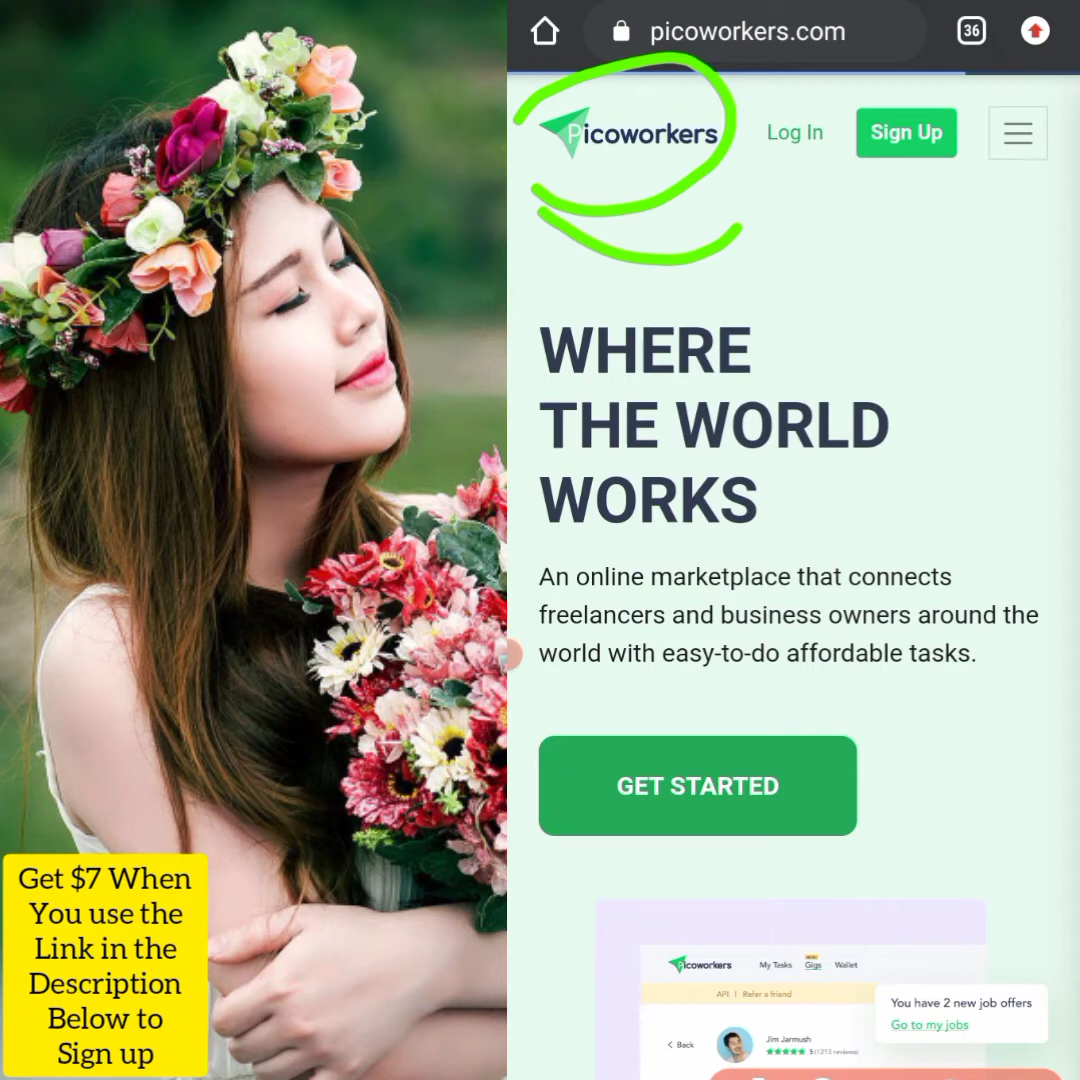 picoworkers.com
36
Picoworkers
Log In
Sign Up
WHERE
THE WORLD
WORKS
An online marketplace that connects
freelancers and business owners around the
world with easy-to-do affordable tasks.
GET STARTED
Picoworkers
My Tasks
Gigs
Wallet
API | Refer a friend
You have 2 new job offers
Go to my jobs
< Back
Jim Jarmush
5 (1213 reviews)
Get $7 When
You use the
Link in the
Description
Below to
Sign up